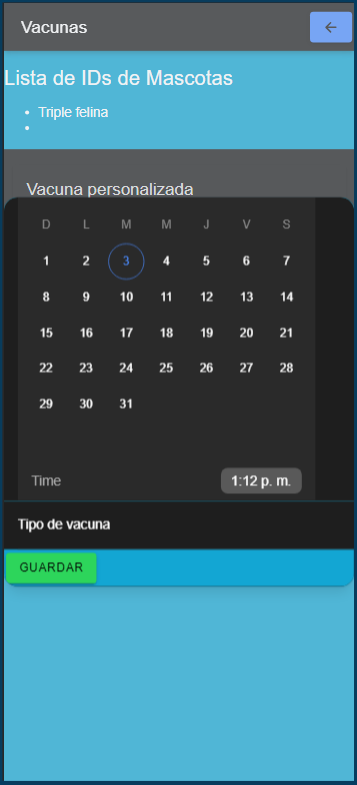 Vacunas
Lista de IDs de Mascotas
Triple felina
Vacuna personalizada
D L M M J V S
1 2 3 4 5 6 7
8 9 10 11 12 13 14
15 16 17 18 19 20 21
22 23 24 25 26 27 28
29 30 31
Time 1:12 p. m.
Tipo de vacuna
GUARDAR